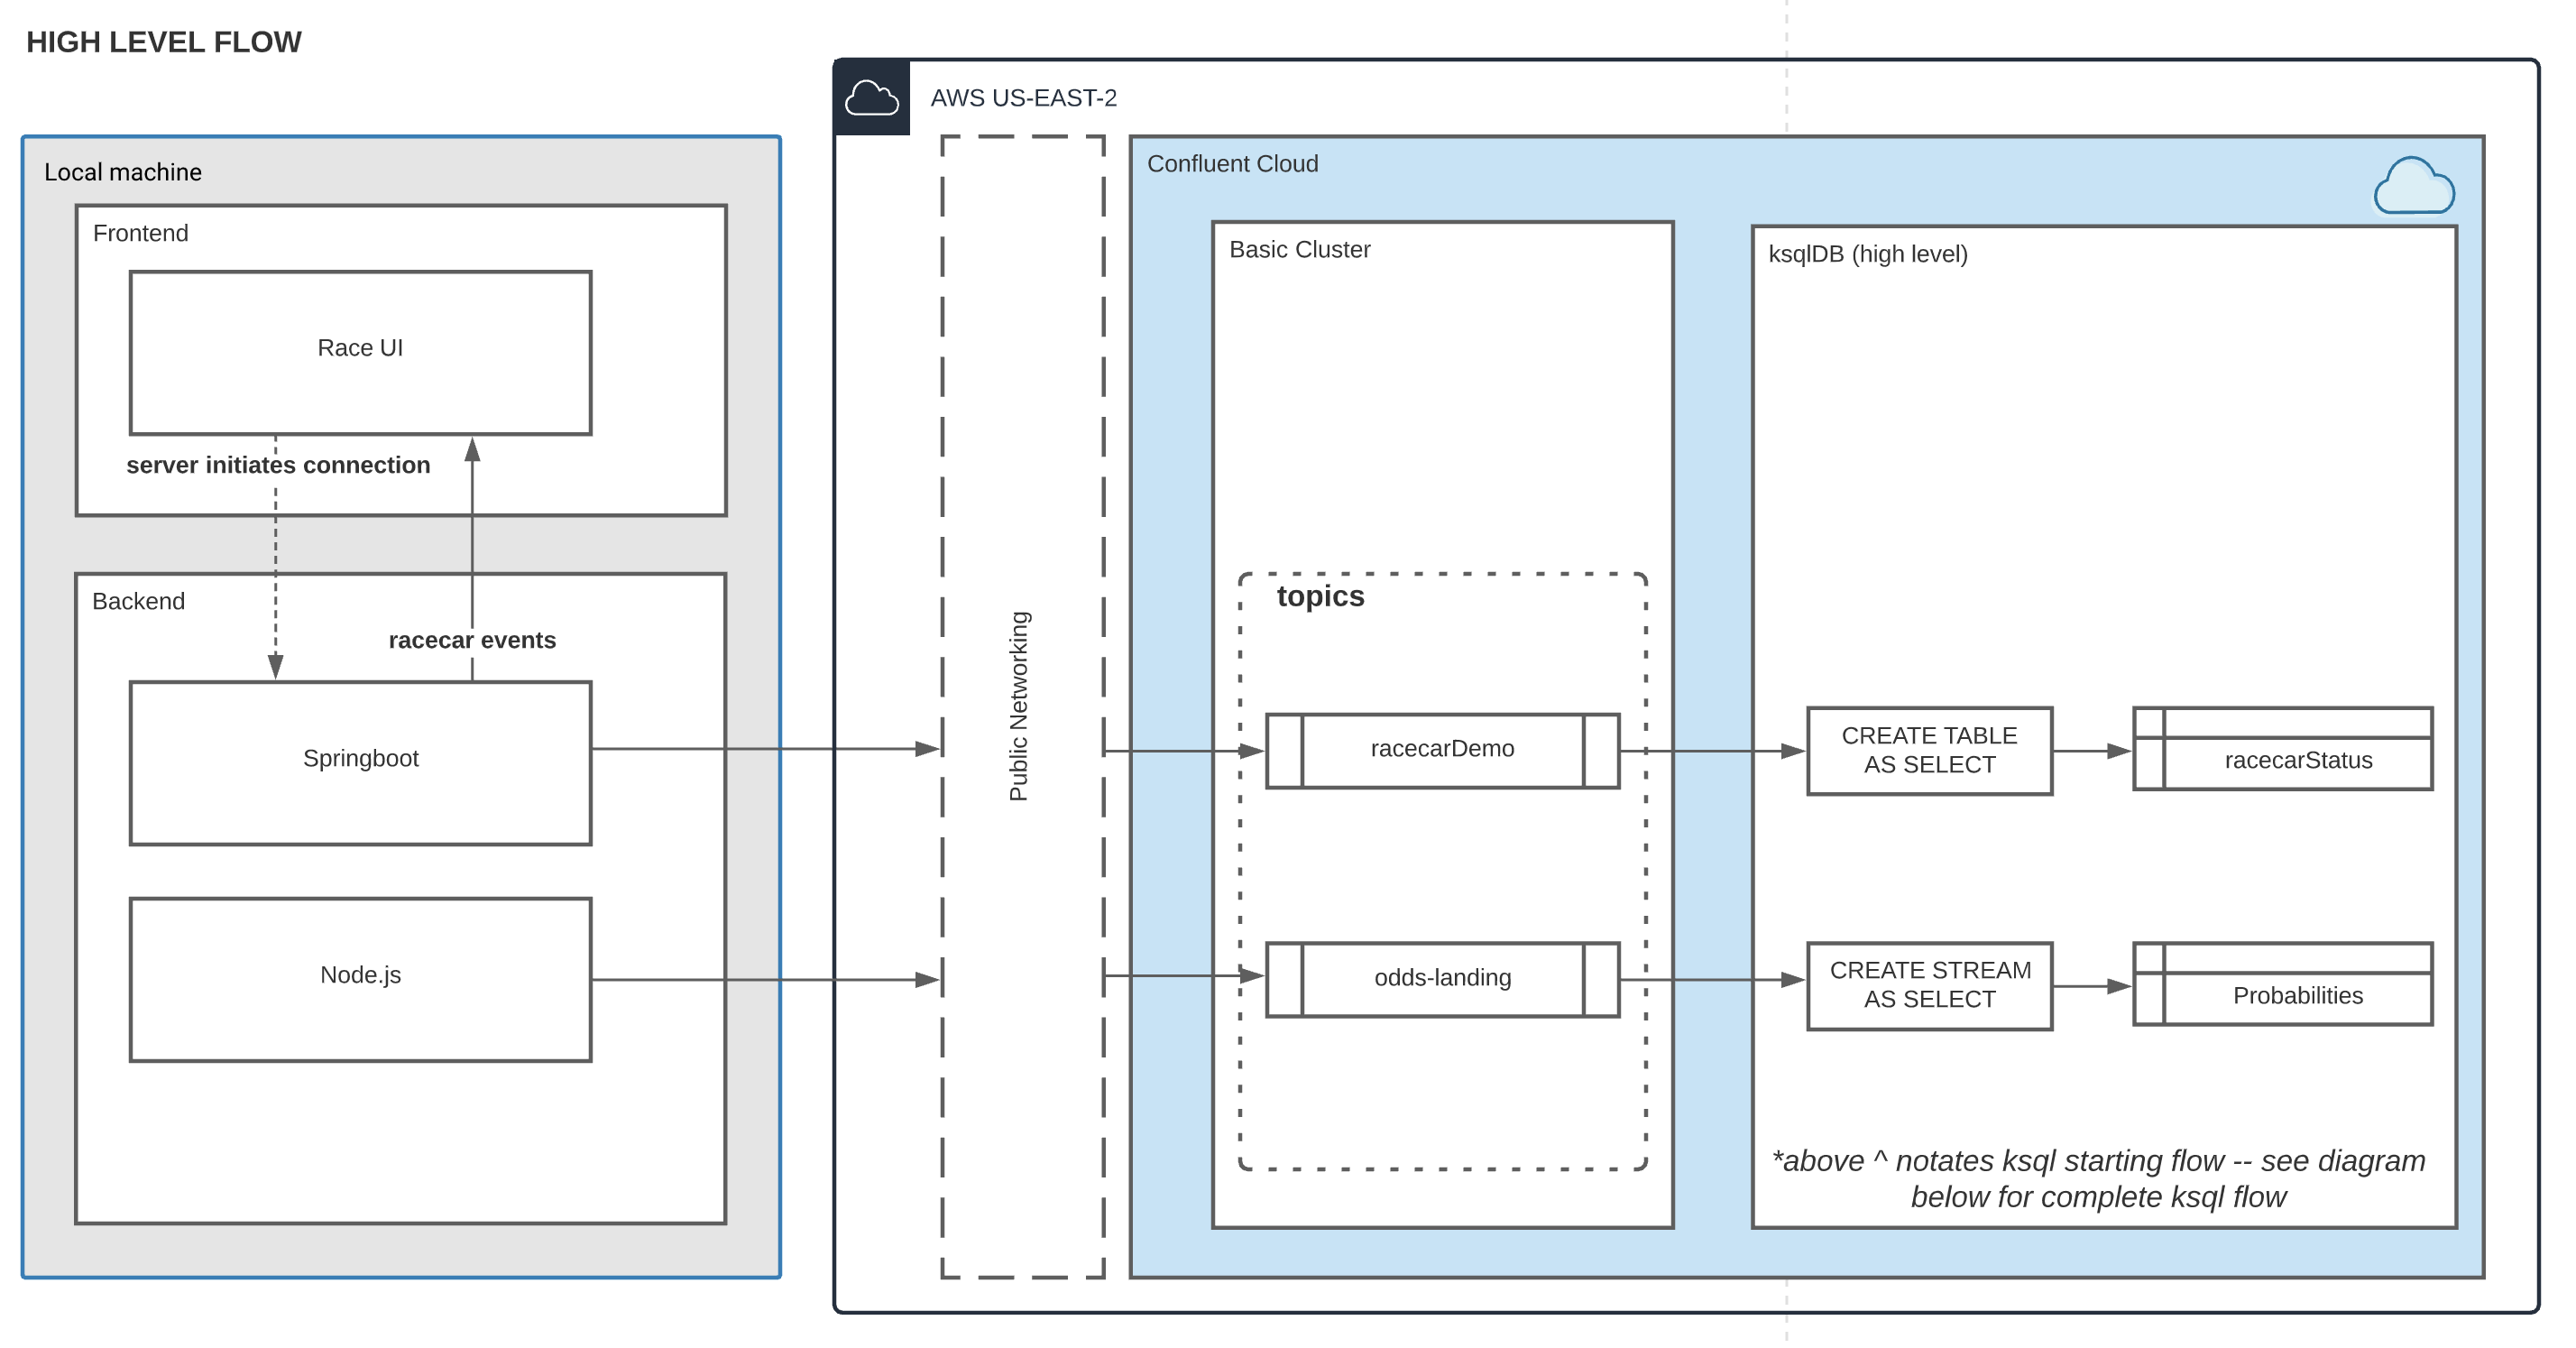 HIGH LEVEL FLOW
AWS US-EAST-2
Local machine
Frontend
Race UI
server initiates connection
Backend
racecar events
Springboot
Node.js
Public Networking
Confluent Cloud
Basic Cluster
topics
racecarDemo
odds-landing
ksqlDB (high level)
CREATE TABLE
AS SELECT
racecarStatus
CREATE STREAM
AS SELECT
Probabilities
*above ^ notates ksql starting flow -- see diagram
below for complete ksql flow